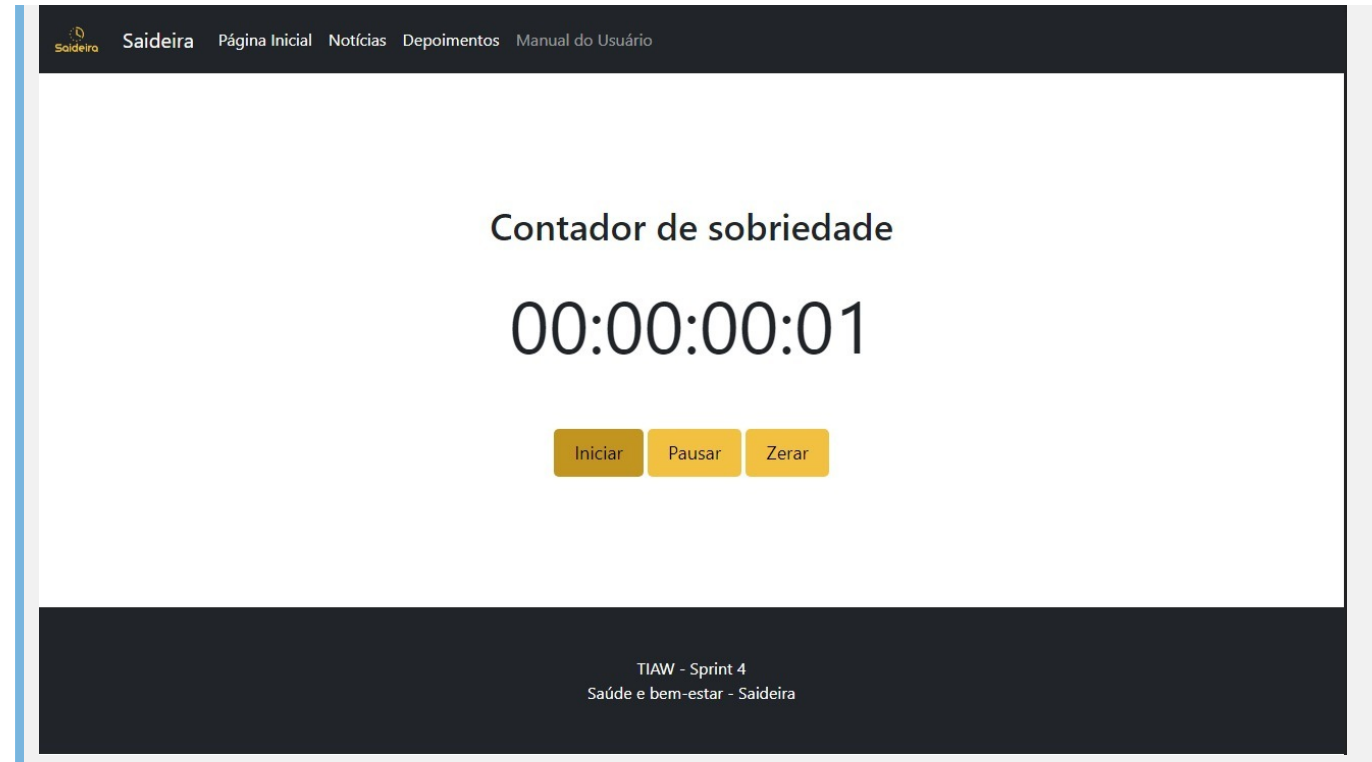 Saideira Saideira Página Inicial Notícias Depoimentos Manual do Usuário
Contador de sobriedade
00:00:00:01
Iniciar Pausar Zerar
TIAW - Sprint 4
Saúde e bem-estar - Saideira